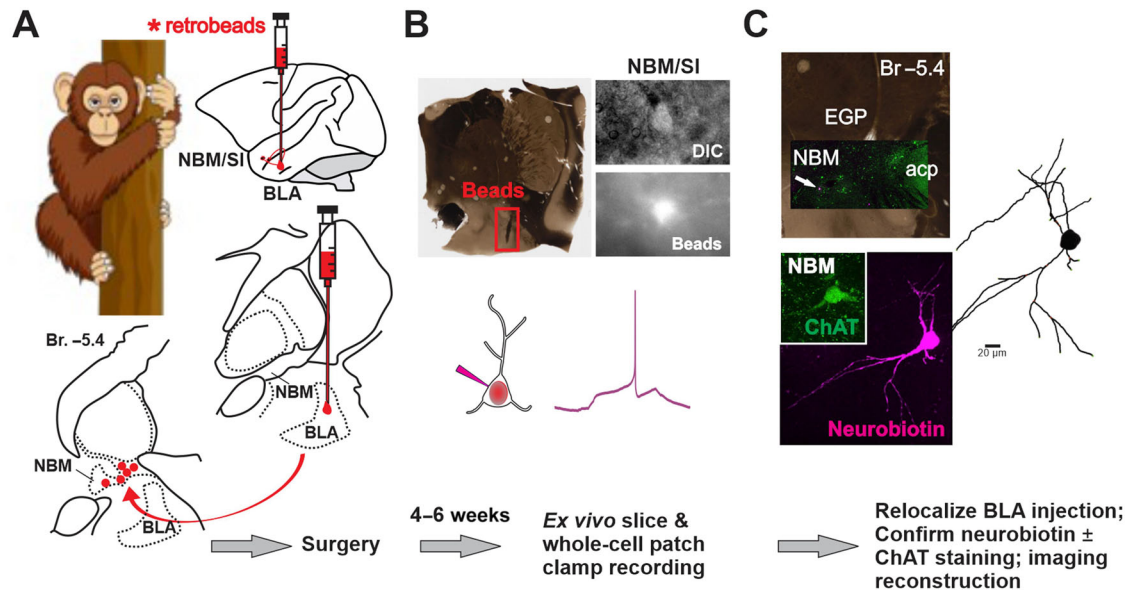 A
* retrobeads
NBM/SI
BLA
NBM
BLA
Br. –5.4
NBM
BLA
Surgery
B
NBM/SI
DIC
Beads
Beads
4–6 weeks
Ex vivo slice &
whole-cell patch
clamp recording
C
Br –5.4
EGP
NBM
acp
NBM
ChAT
Neurobiotin
20 µm
Relocalize BLA injection;
Confirm neurobiotin ±
ChAT staining; imaging
reconstruction